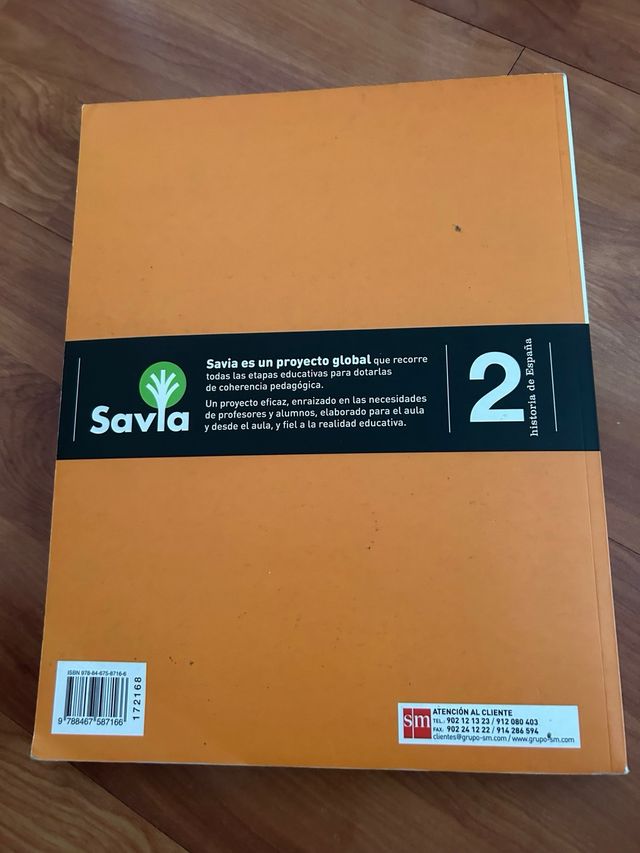 Savia es un proyecto global que recorre
todas las etapas educativas para dotarlas
de coherencia pedagógica.
Un proyecto eficaz, enraizado en las necesidades
de profesores y alumnos, elaborado para el aula
y desde el aula, y fiel a la realidad educativa.
Savia
2
historia de España
ISBN 978-84-675-8716-6
9 788467 587166
172168
sm
ATENCIÓN AL CLIENTE
TEL.: 902 12 13 23 / 912 080 403
FAX: 902 24 12 22 / 914 286 594
clientes@grupo-sm.com / www.grupo-sm.com